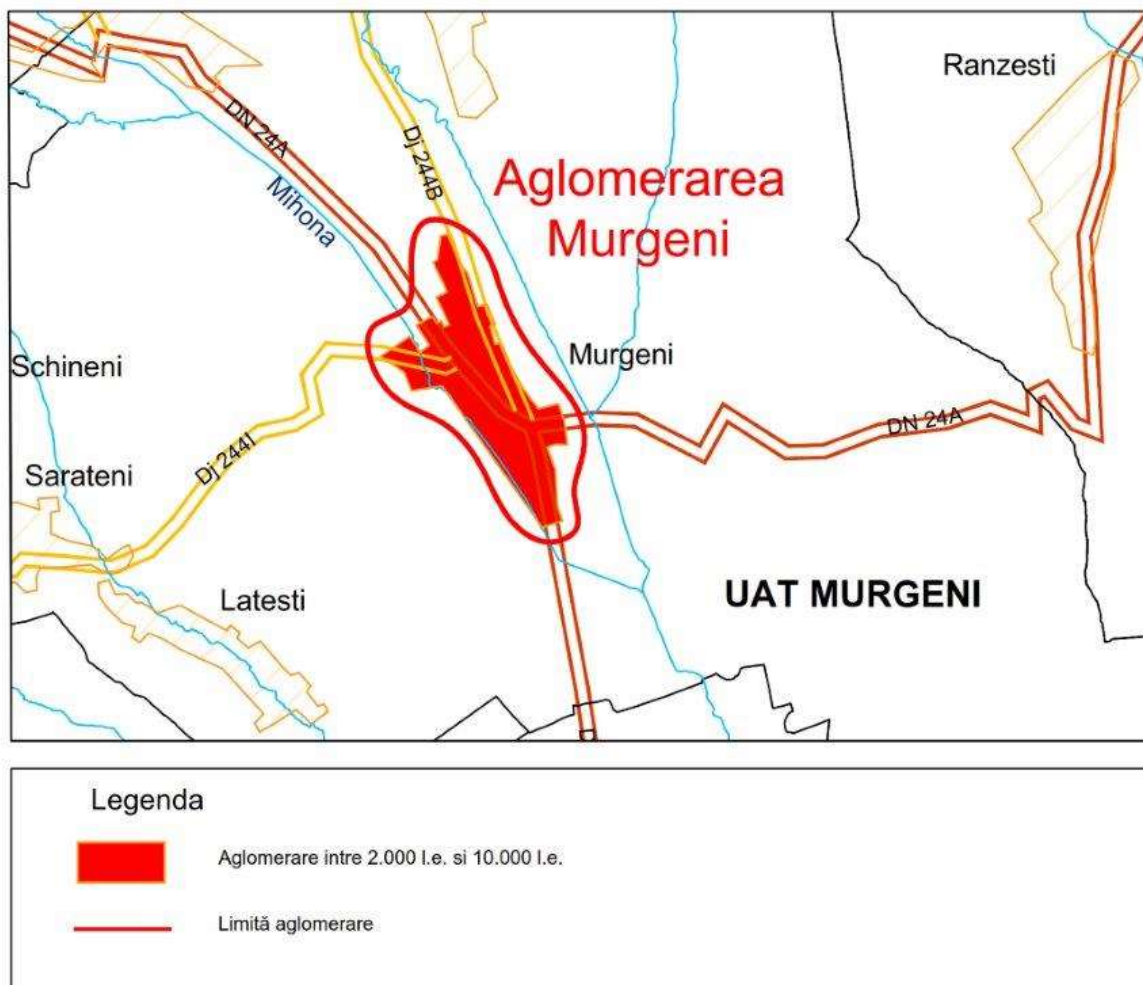 Ranzesti
DN 24A
Dj 244B
Aglomerarea
Murgeni
Mihona
Murgeni
Schineni
DN 24A
Dj 244I
Sarateni
Latesti
UAT MURGENI
D
Legenda
Aglomerare intre 2.000 l.e. si 10.000 l.e.
Limită aglomerare